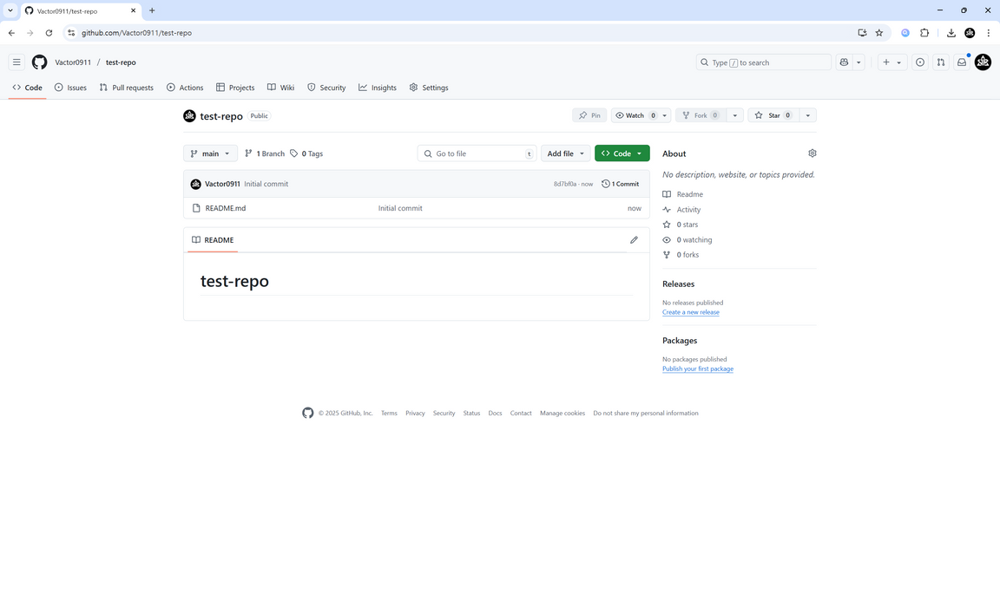 Vactor0911/test-repo
github.com/Vactor0911/test-repo
Vactor0911 / test-repo
Type / to search
Code Issues Pull requests Actions Projects Wiki Security Insights Settings
test-repo Public
Pin Watch 0 Fork 0 Star 0
main 1 Branch 0 Tags Go to file t Add file Code
Vactor0911 Initial commit 8d7bf0a · now 1 Commit
README.md Initial commit now
README
test-repo
About
No description, website, or topics provided.
Readme
Activity
0 stars
0 watching
0 forks
Releases
No releases published
Create a new release
Packages
No packages published
Publish your first package
© 2025 GitHub, Inc. Terms Privacy Security Status Docs Contact Manage cookies Do not share my personal information